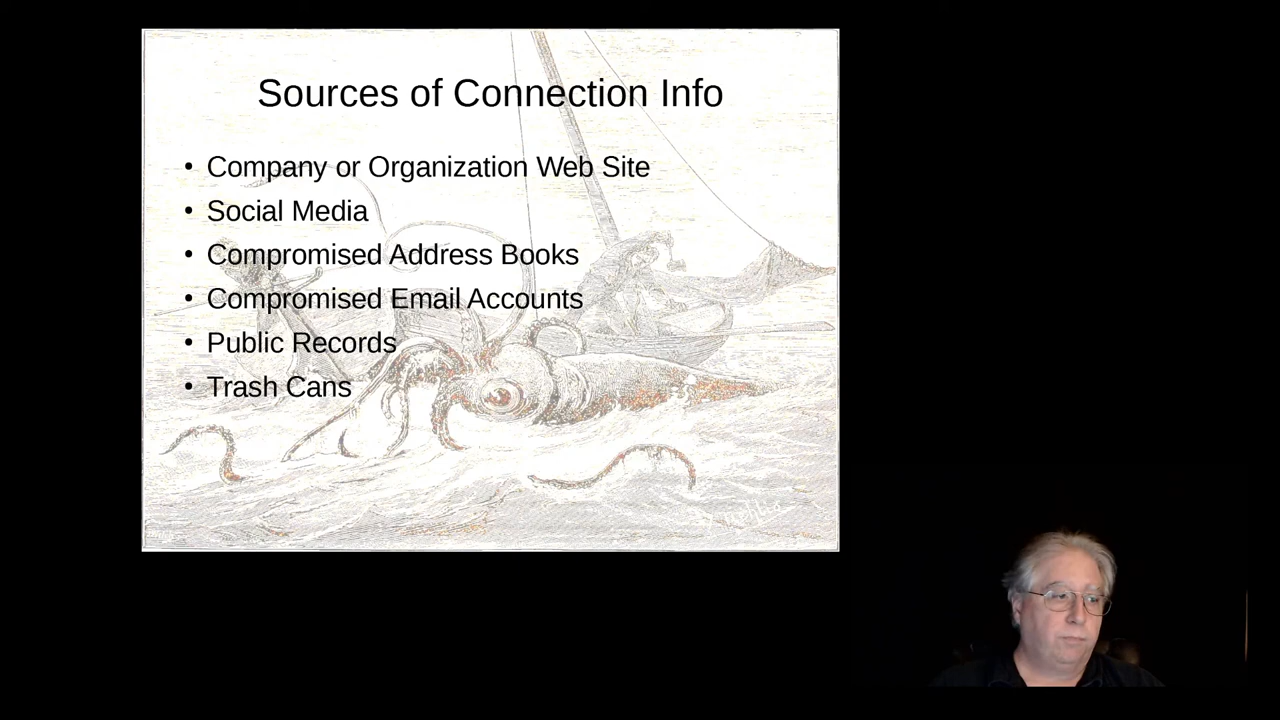 Sources of Connection Info
• Company or Organization Web Site
• Social Media
• Compromised Address Books
• Compromised Email Accounts
• Public Records
• Trash Cans